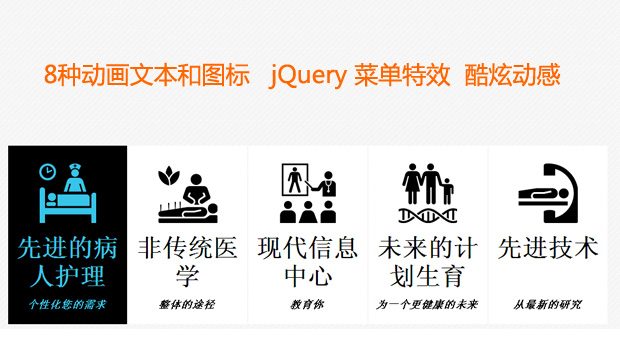 8种动画文本和图标 jQuery 菜单特效 酷炫动感
先进的病
人护理
个性化您的需求
非传统医
学
整体的途径
现代信息
中心
教育你
未来的计
划生育
为一个更健康的未来
先进技术
从最新的研究